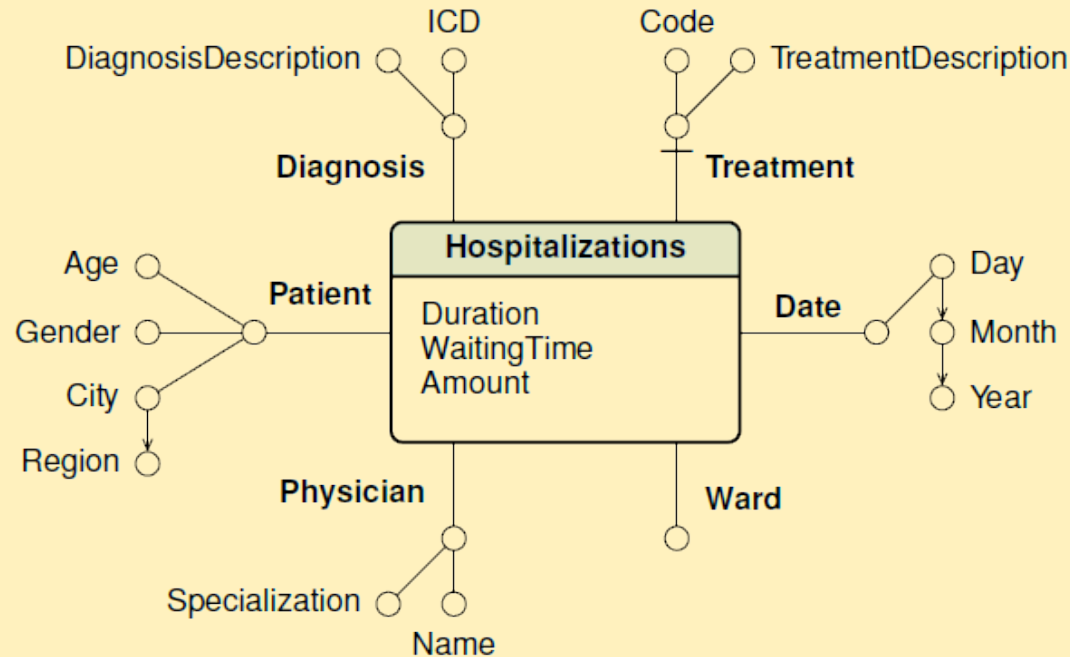 ICD
Code
DiagnosisDescription
TreatmentDescription
Diagnosis
Treatment
Hospitalizations
Age
Day
Patient
Duration
Date
Gender
WaitingTime
Month
Amount
City
Year
Region
Physician
Ward
Specialization
Name